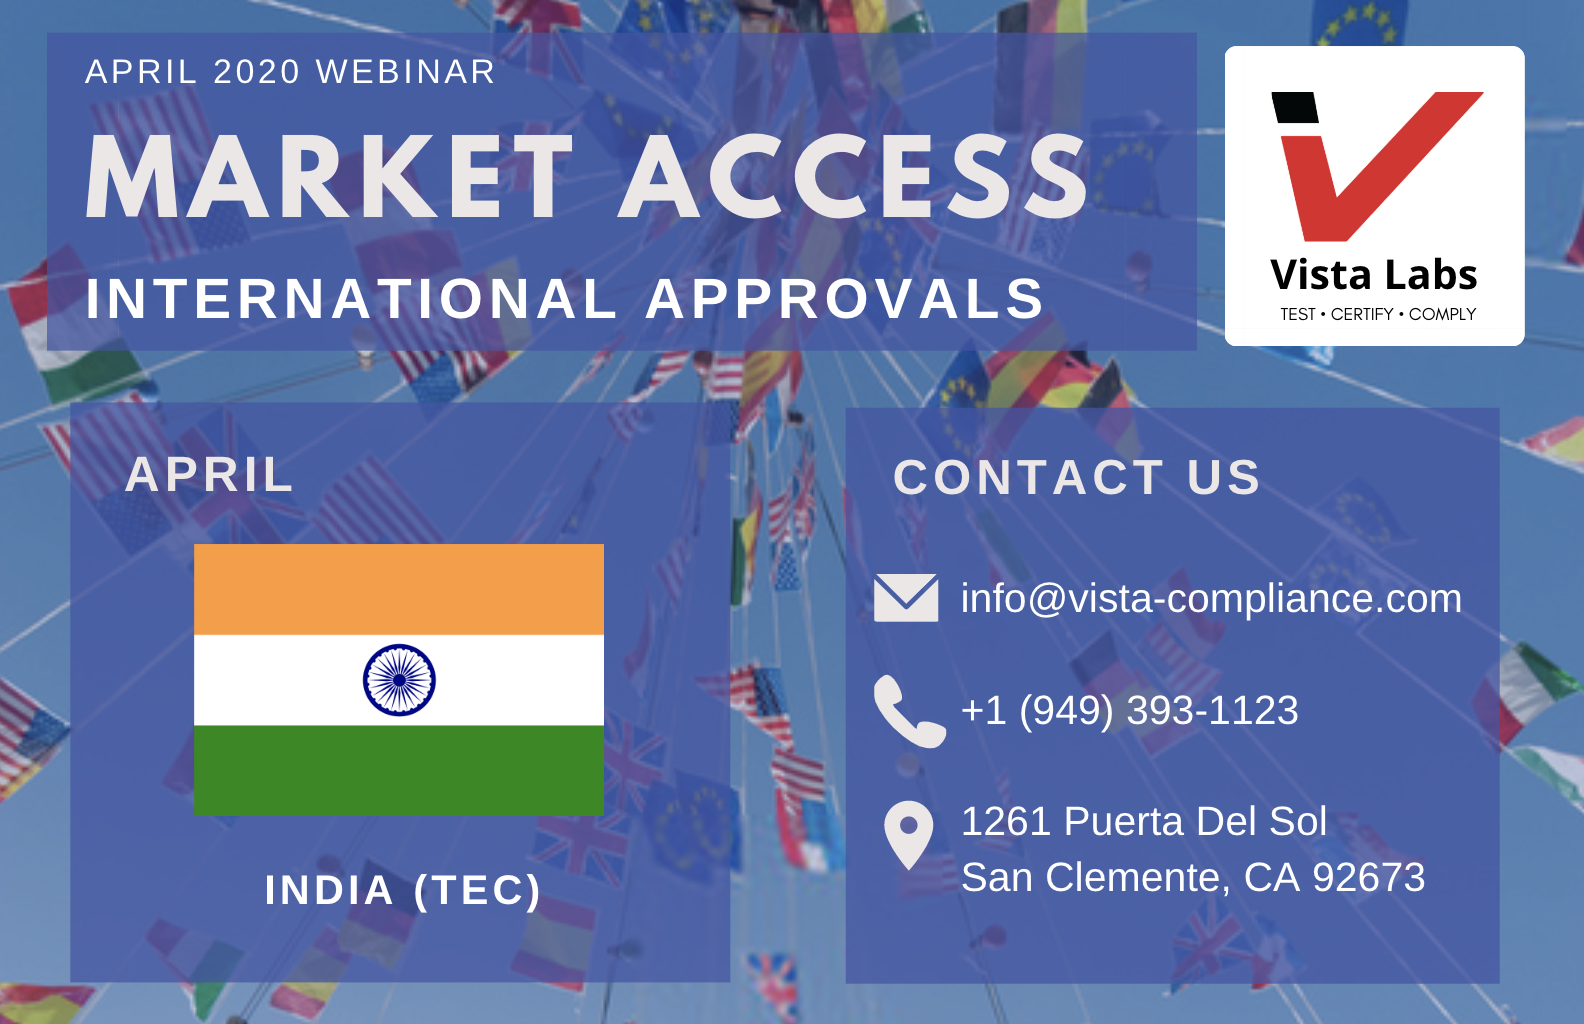 APRIL 2020 WEBINAR
MARKET ACCESS
INTERNATIONAL APPROVALS
Vista Labs
TEST • CERTIFY • COMPLY
APRIL
INDIA (TEC)
CONTACT US
info@vista-compliance.com
+1 (949) 393-1123
1261 Puerta Del Sol
San Clemente, CA 92673